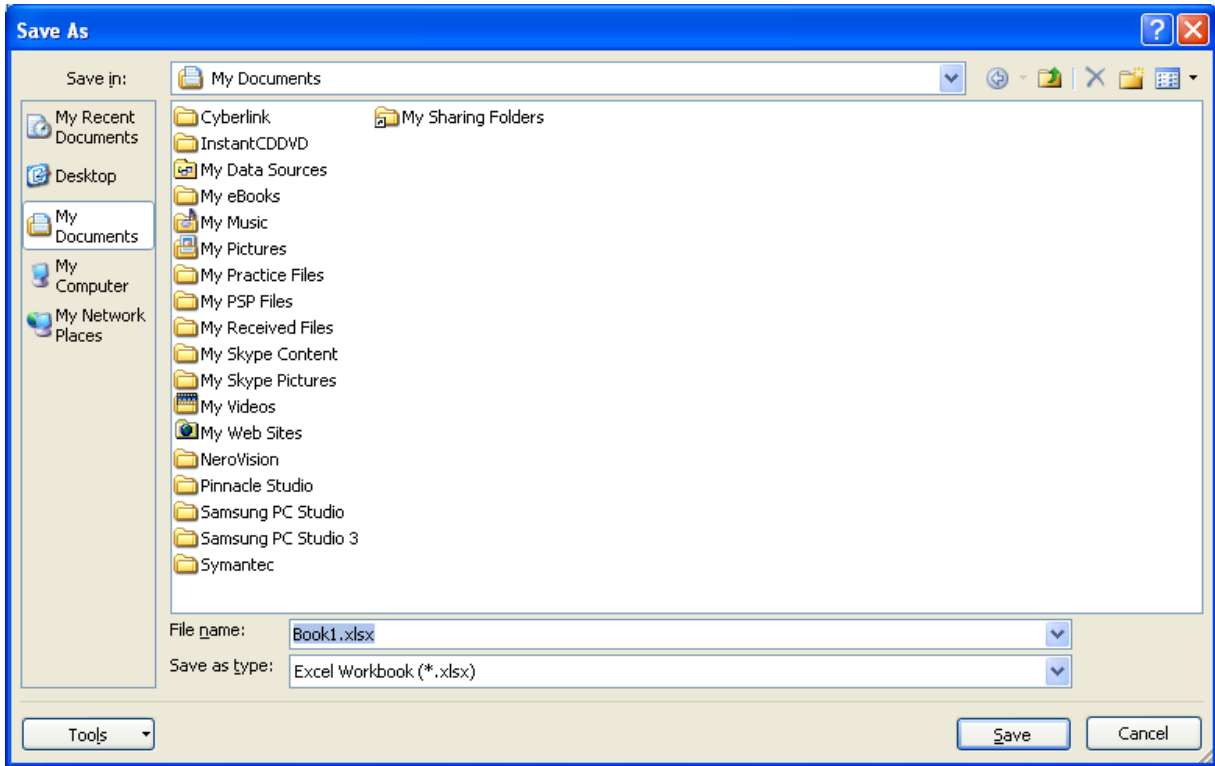 Save As
Save in:
My Documents
My Recent
Documents
Desktop
My
Documents
My
Computer
My Network
Places
Cyberlink
InstantCDDVD
My Data Sources
My eBooks
My Music
My Pictures
My Practice Files
My PSP Files
My Received Files
My Skype Content
My Skype Pictures
My Videos
My Web Sites
NeroVision
Pinnacle Studio
Samsung PC Studio
Samsung PC Studio 3
Symantec
My Sharing Folders
File name:
Book1.xlsx
Save as type:
Excel Workbook (*.xlsx)
Tools
Save
Cancel